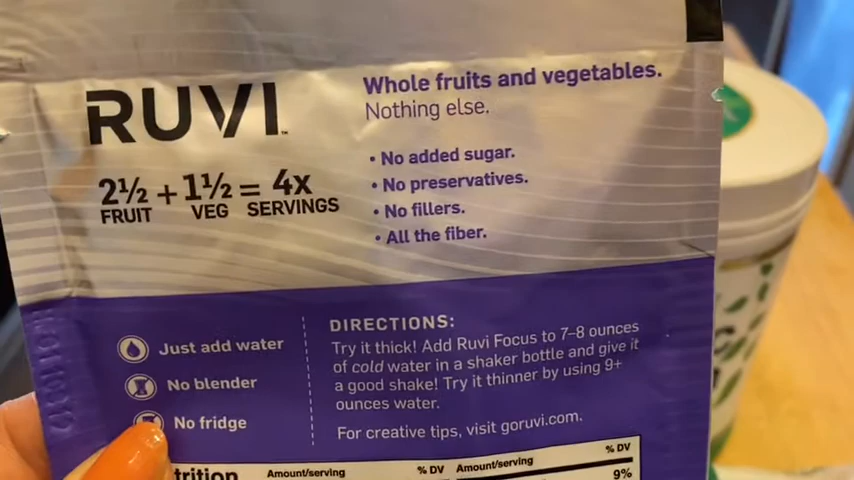 RUVI™
Whole fruits and vegetables.
Nothing else.
2½ + 1½ = 4x
FRUIT VEG SERVINGS
• No added sugar.
• No preservatives.
• No fillers.
• All the fiber.
Just add water
No blender
No fridge
DIRECTIONS:
Try it thick! Add Ruvi Focus to 7–8 ounces
of cold water in a shaker bottle and give it
a good shake! Try it thinner by using 9+
ounces water.
For creative tips, visit goruvi.com.
Amount/serving % DV Amount/serving % DV
9%